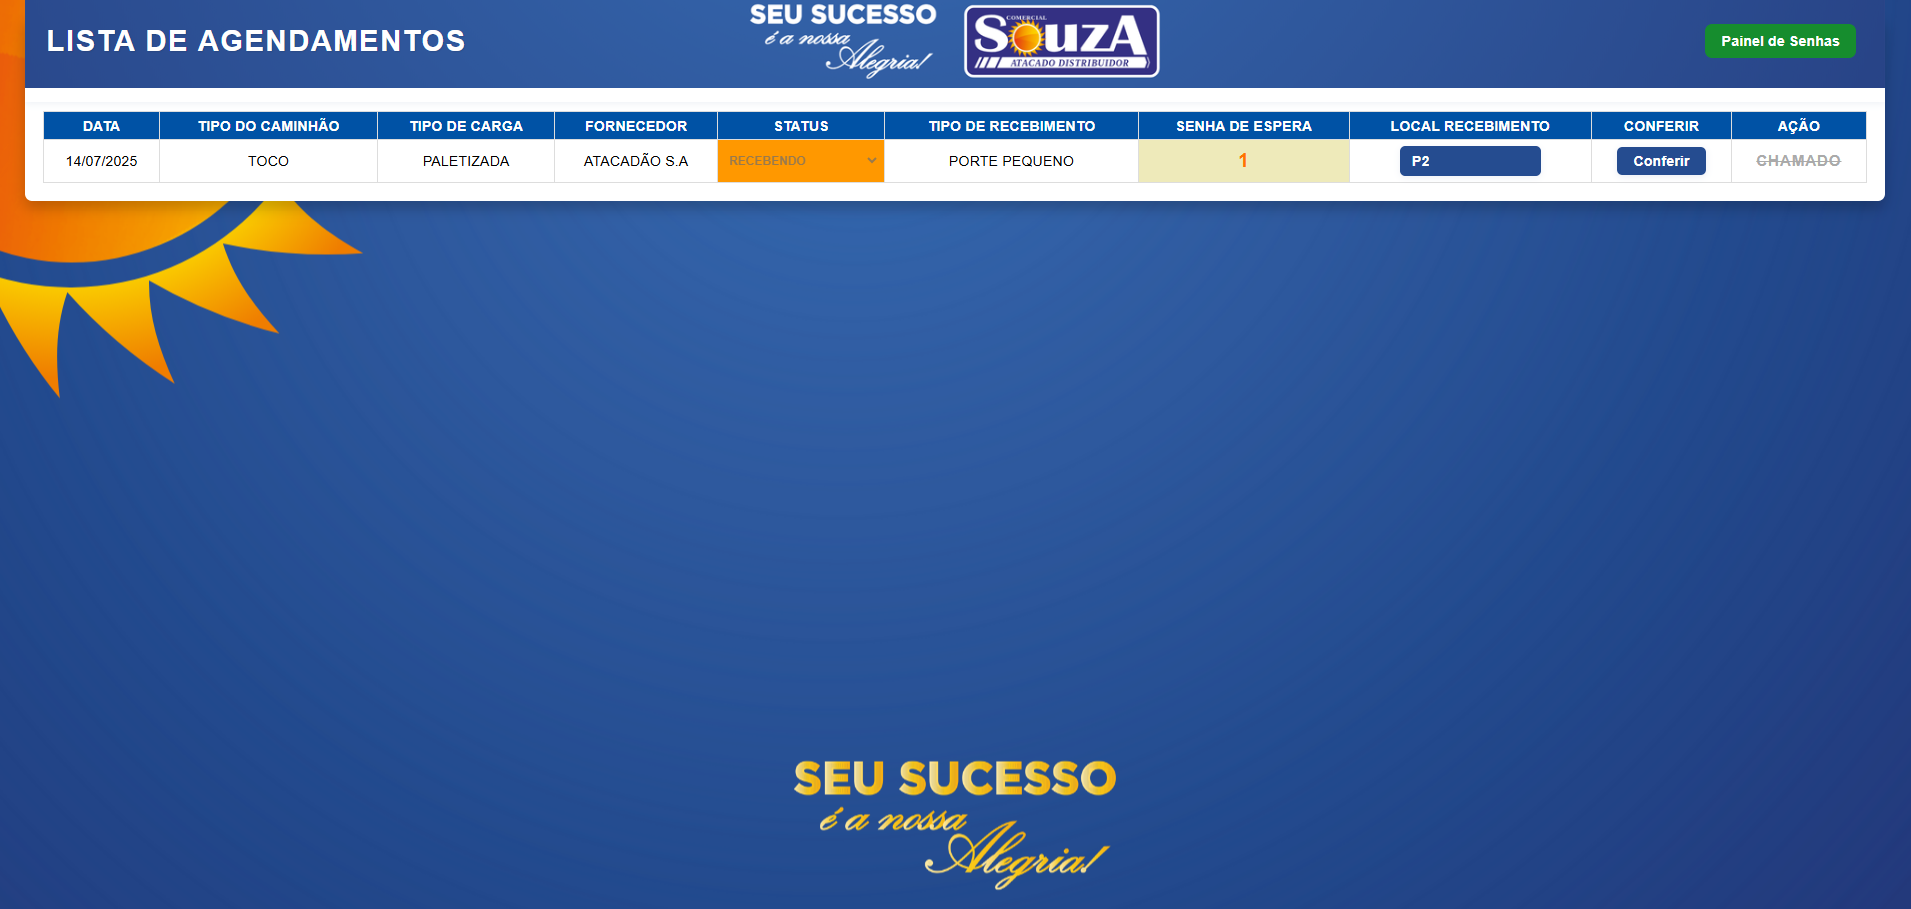 LISTA DE AGENDAMENTOS
SEU SUCESSO
é a nossa
Alegria!
COMERCIAL
SOUZA
ATACADO DISTRIBUIDOR
Painel de Senhas
DATA TIPO DO CAMINHÃO TIPO DE CARGA FORNECEDOR STATUS TIPO DE RECEBIMENTO SENHA DE ESPERA LOCAL RECEBIMENTO CONFERIR AÇÃO
14/07/2025 TOCO PALETIZADA ATACADÃO S.A RECEBENDO PORTE PEQUENO 1 P2 Conferir CHAMADO
SEU SUCESSO
é a nossa
Alegria!